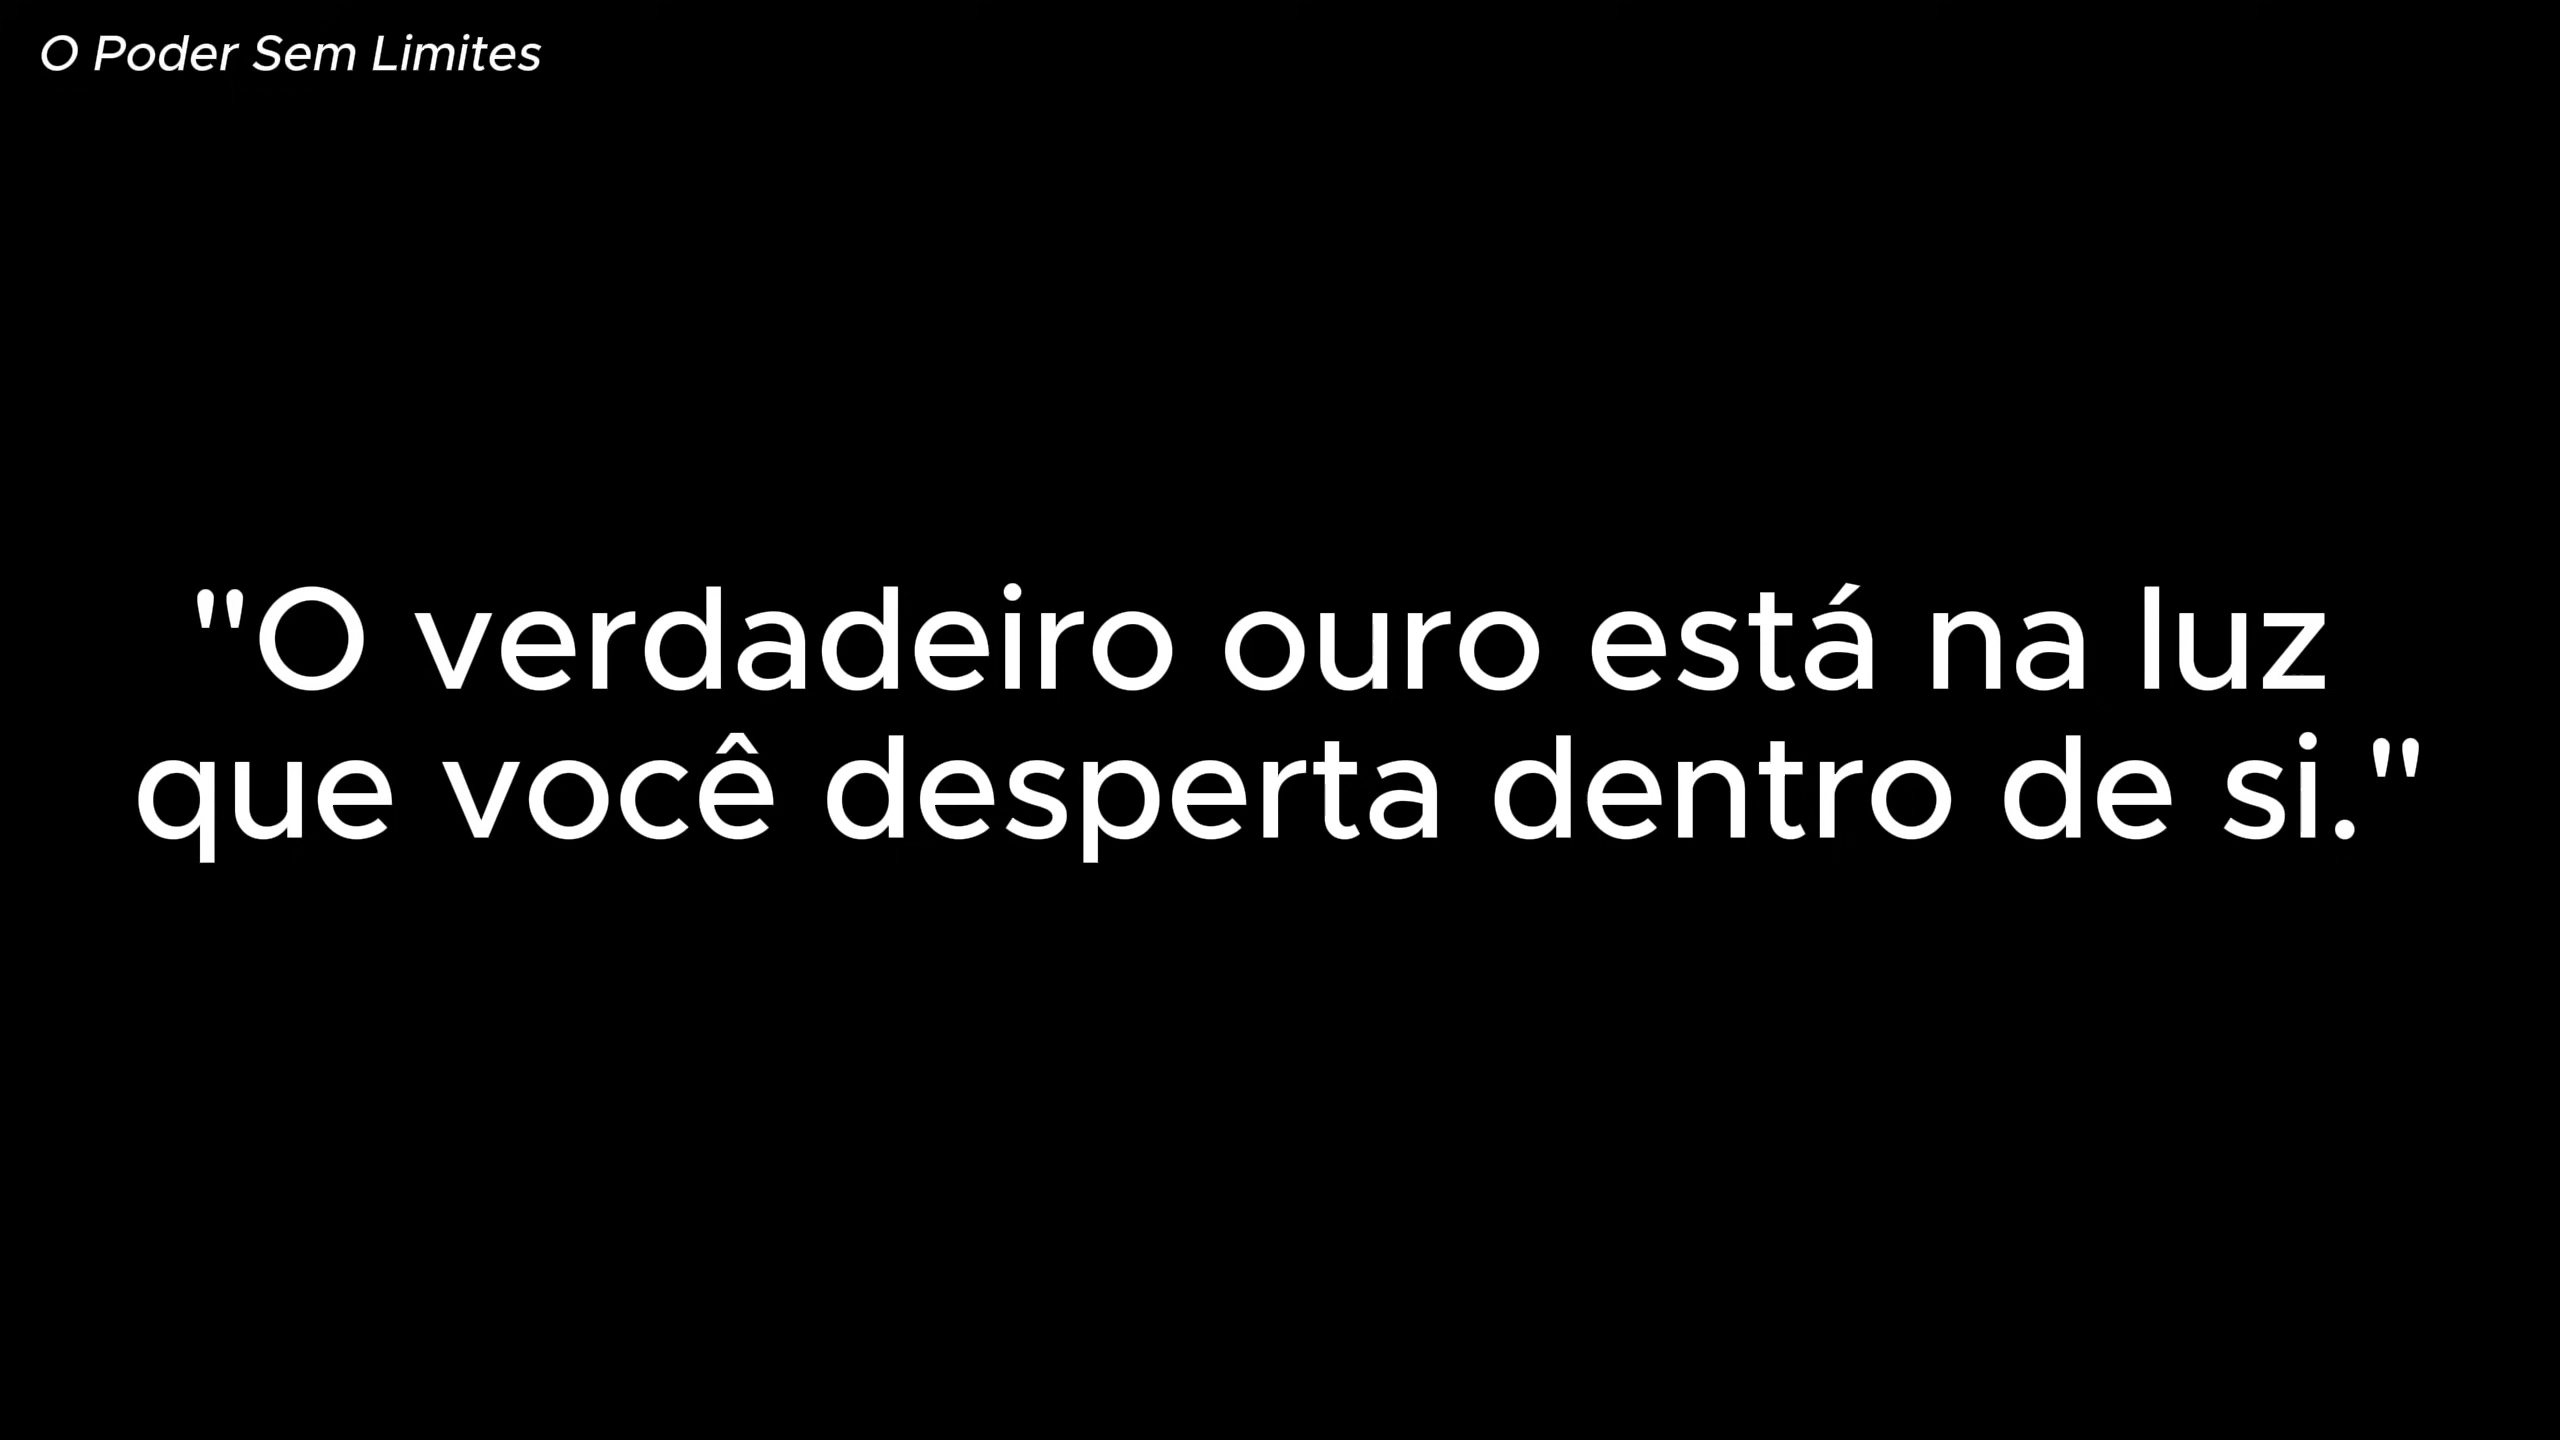 O Poder Sem Limites
"O verdadeiro ouro está na luz
que você desperta dentro de si."